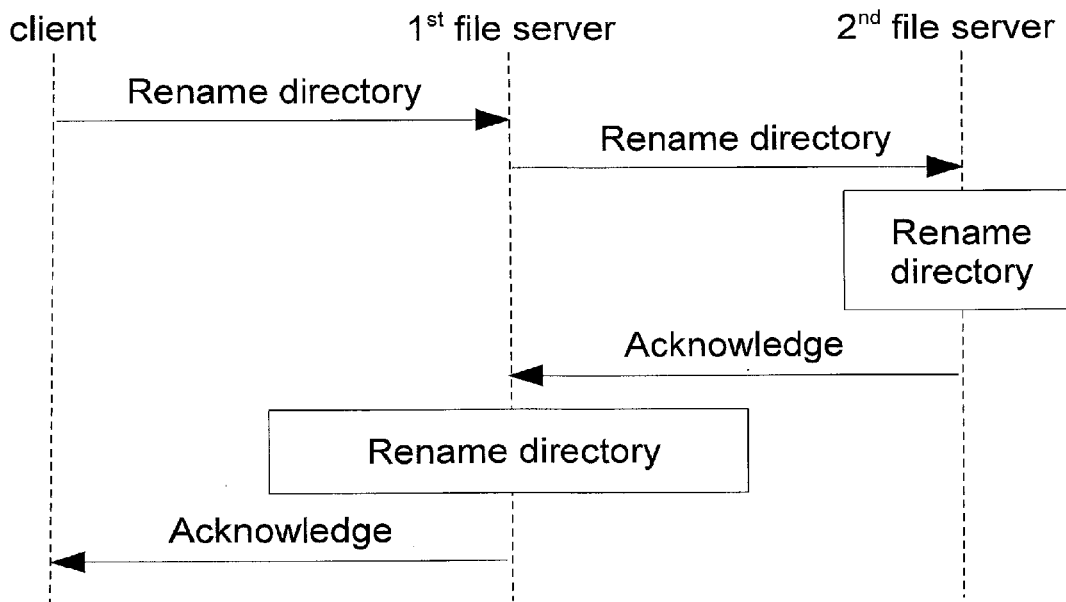 client
1st file server
2nd file server
Rename directory
Rename directory
Rename
directory
Acknowledge
Rename directory
Acknowledge